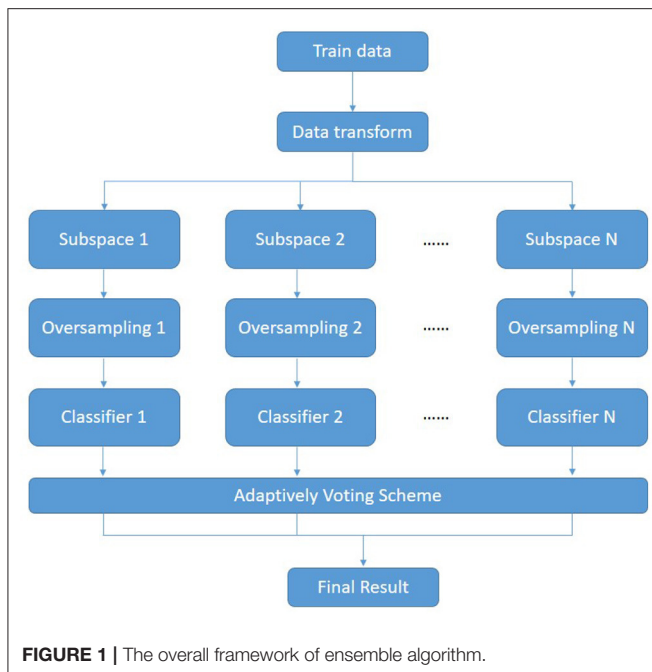 Train data
Data transform
Subspace 1 Subspace 2 ...... Subspace N
Oversampling 1 Oversampling 2 ...... Oversampling N
Classifier 1 Classifier 2 ...... Classifier N
Adaptively Voting Scheme
Final Result
FIGURE 1 | The overall framework of ensemble algorithm.